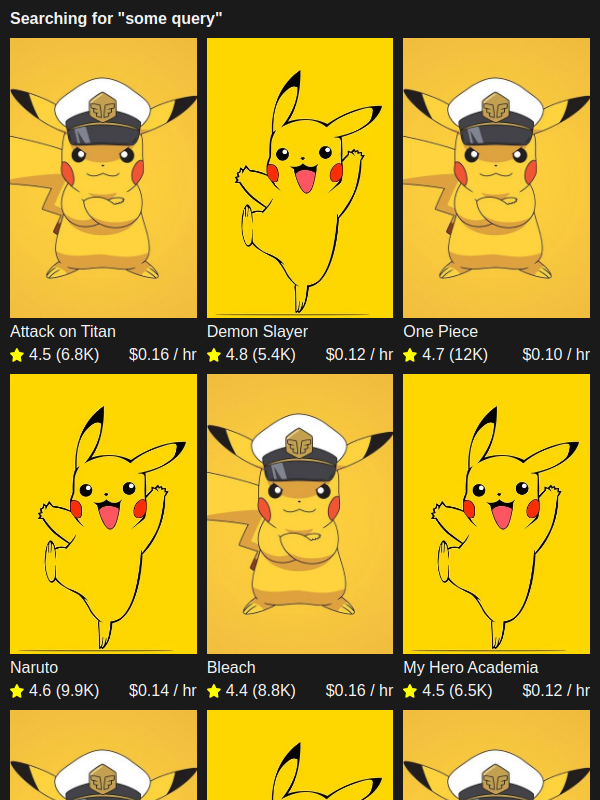 Searching for "some query"
Attack on Titan
4.5 (6.8K) $0.16 / hr
Demon Slayer
4.8 (5.4K) $0.12 / hr
One Piece
4.7 (12K) $0.10 / hr
Naruto
4.6 (9.9K) $0.14 / hr
Bleach
4.4 (8.8K) $0.16 / hr
My Hero Academia
4.5 (6.5K) $0.12 / hr